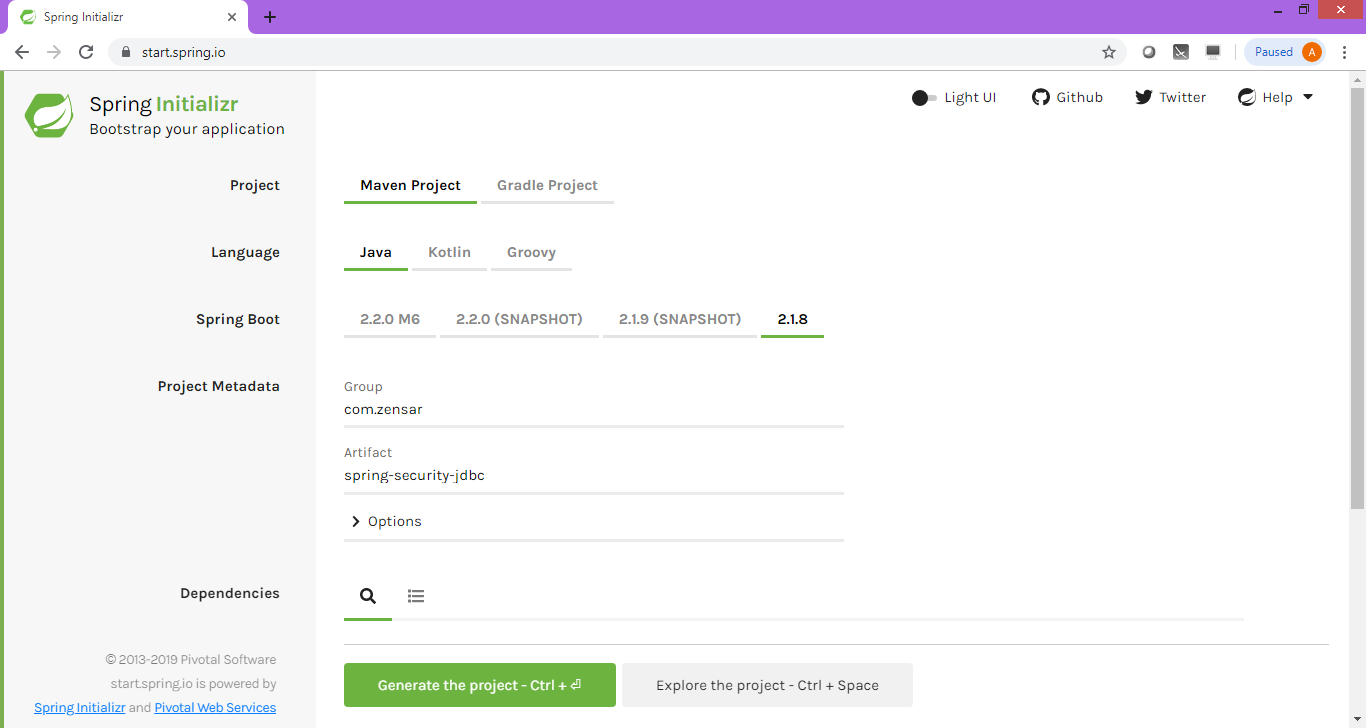 Spring Initializr
start.spring.io
Paused A
Spring Initializr
Bootstrap your application
Light UI Github Twitter Help
Project
Maven Project Gradle Project
Language
Java Kotlin Groovy
Spring Boot
2.2.0 M6 2.2.0 (SNAPSHOT) 2.1.9 (SNAPSHOT) 2.1.8
Project Metadata
Group
com.zensar
Artifact
spring-security-jdbc
Options
Dependencies
© 2013-2019 Pivotal Software
start.spring.io is powered by
Spring Initializr and Pivotal Web Services
Generate the project - Ctrl + ⏎
Explore the project - Ctrl + Space